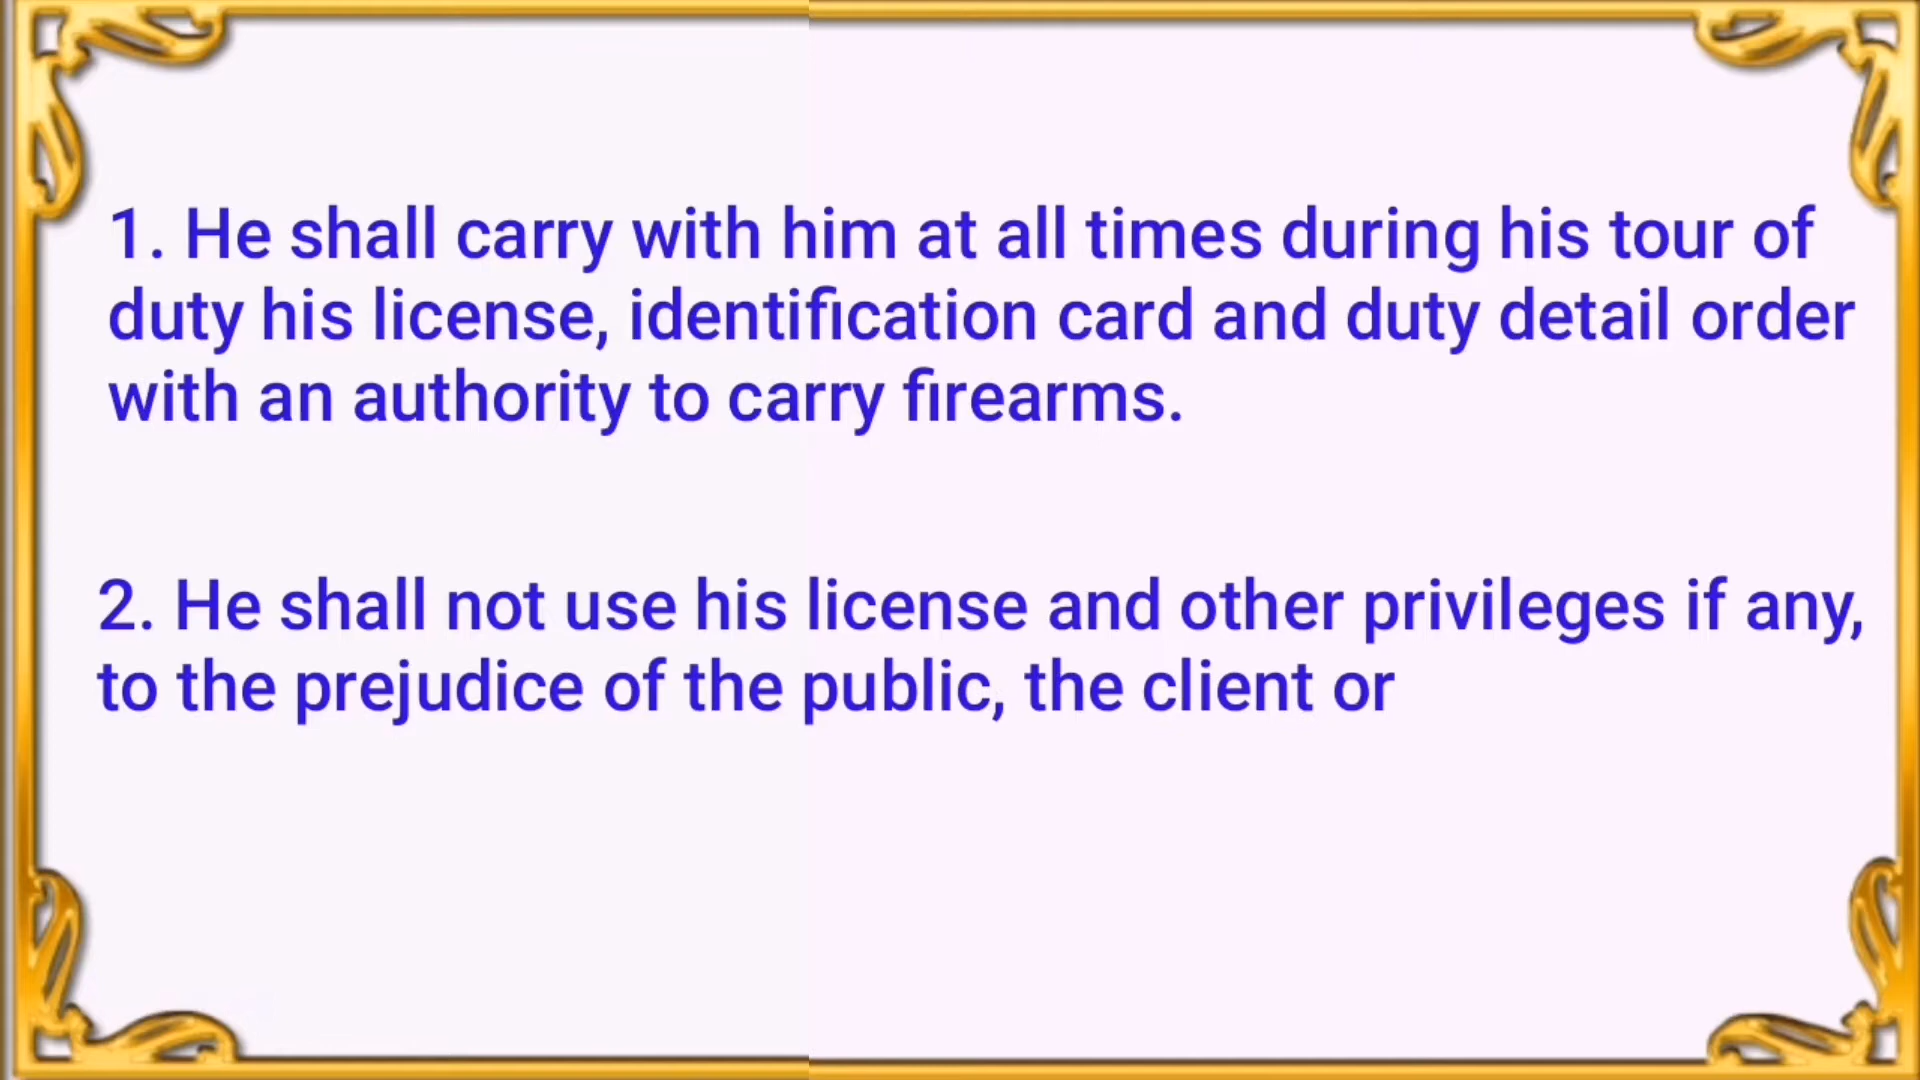 1. He shall carry with him at all times during his tour of
duty his license, identification card and duty detail order
with an authority to carry firearms.
2. He shall not use his license and other privileges if any,
to the prejudice of the public, the client or